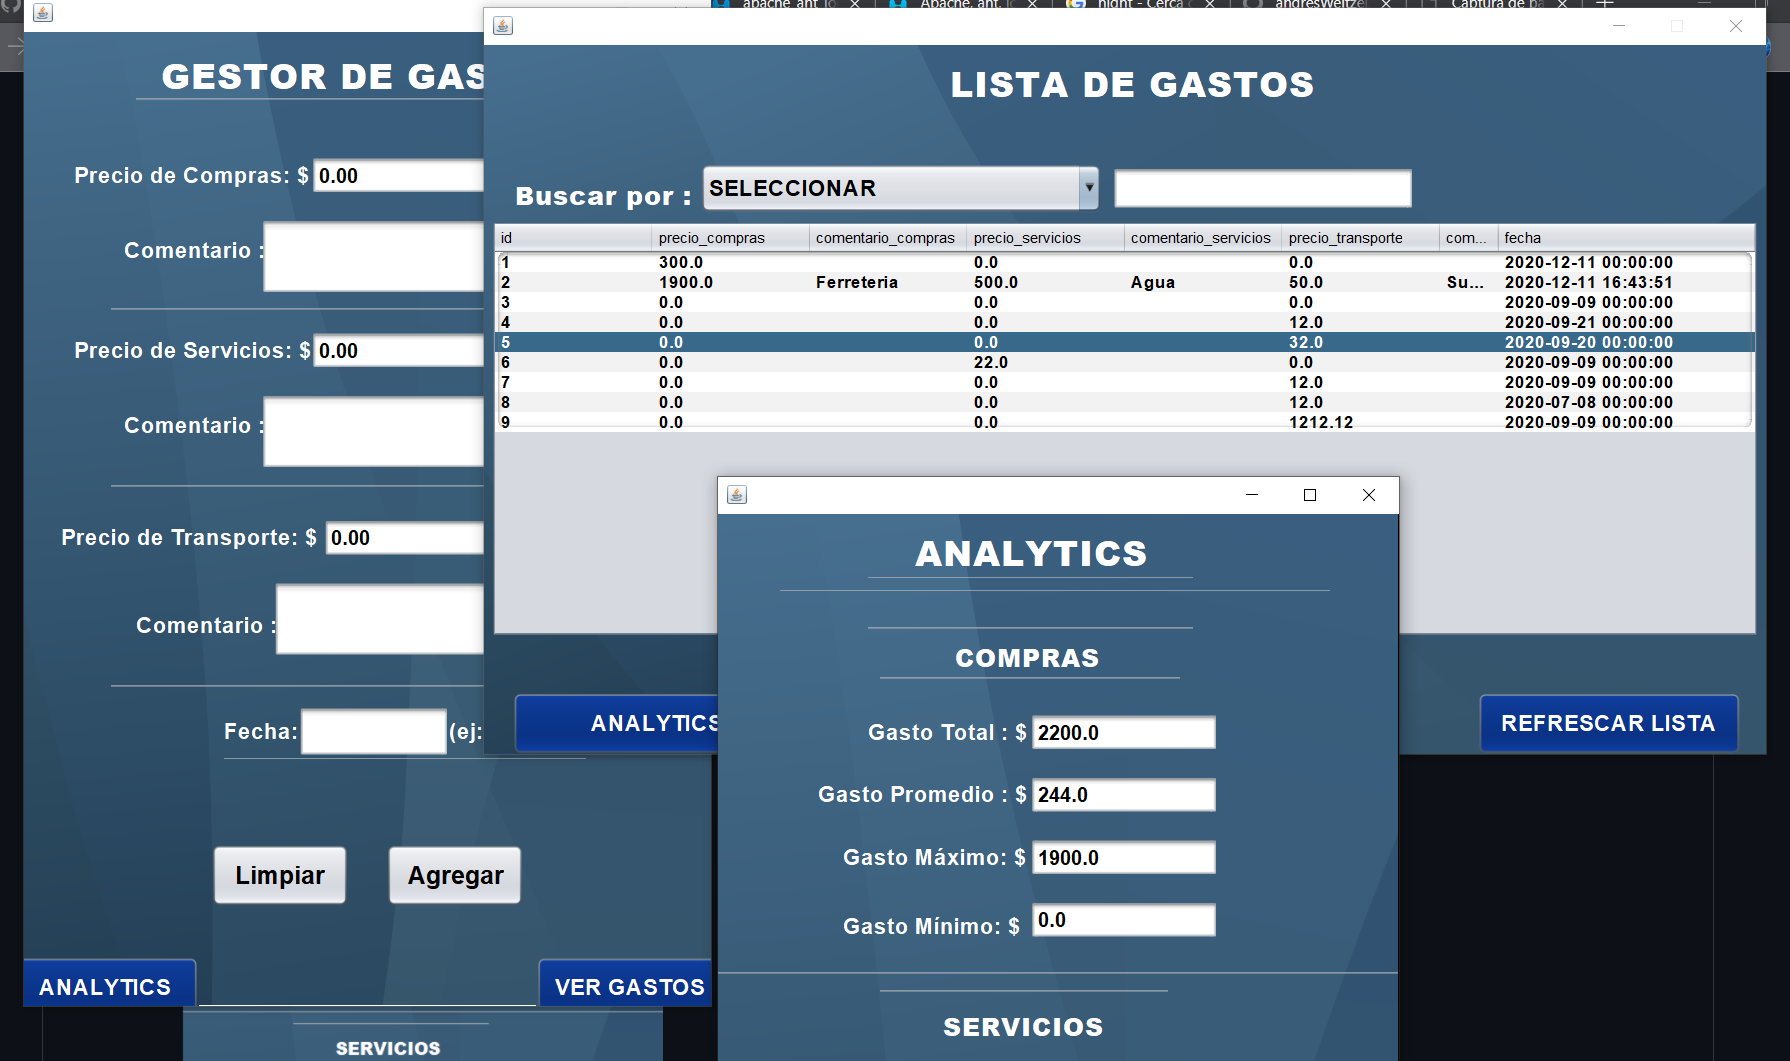 apache ant
Apache, ant,
night - Cerca
andresWeltzel
Captura de pa
GESTOR DE GAS
Precio de Compras: $ 0.00
Comentario :
Precio de Servicios: $ 0.00
Comentario :
Precio de Transporte: $ 0.00
Comentario :
Fecha: (ej:
Limpiar Agregar
ANALYTICS VER GASTOS
SERVICIOS
LISTA DE GASTOS
Buscar por : SELECCIONAR
id precio_compras comentario_compras precio_servicios comentario_servicios precio_transporte com... fecha
1 300.0 0.0 0.0 2020-12-11 00:00:00
2 1900.0 Ferreteria 500.0 Agua 50.0 Su... 2020-12-11 16:43:51
3 0.0 0.0 0.0 2020-09-09 00:00:00
4 0.0 0.0 12.0 2020-09-21 00:00:00
5 0.0 0.0 32.0 2020-09-20 00:00:00
6 0.0 22.0 0.0 2020-09-09 00:00:00
7 0.0 0.0 12.0 2020-09-09 00:00:00
8 0.0 0.0 12.0 2020-07-08 00:00:00
9 0.0 0.0 1212.12 2020-09-09 00:00:00
ANALYTICS REFRESCAR LISTA
ANALYTICS
COMPRAS
Gasto Total : $ 2200.0
Gasto Promedio : $ 244.0
Gasto Máximo: $ 1900.0
Gasto Mínimo: $ 0.0
SERVICIOS